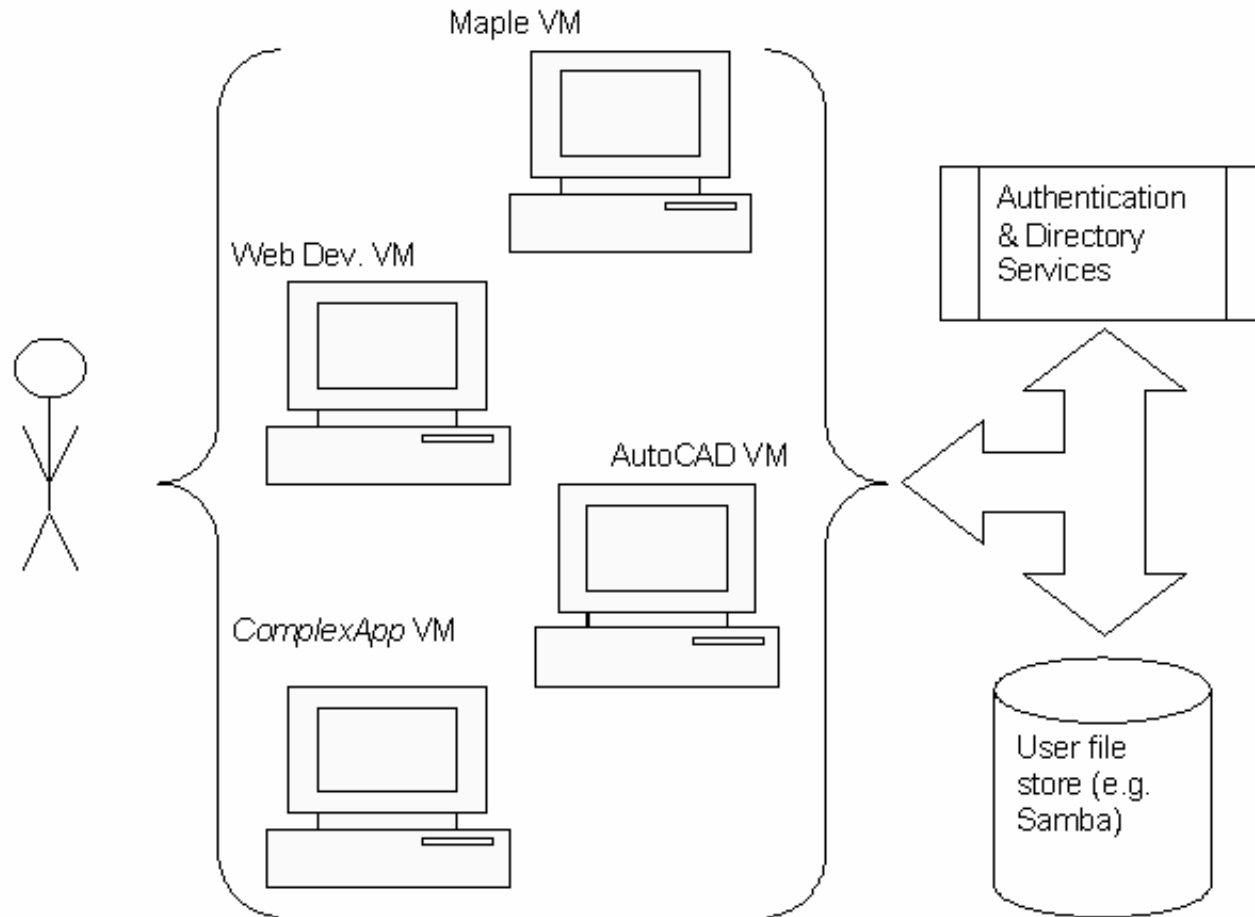 Maple VM
Web Dev. VM
AutoCAD VM
ComplexApp VM
Authentication
& Directory
Services
User file
store (e.g.
Samba)